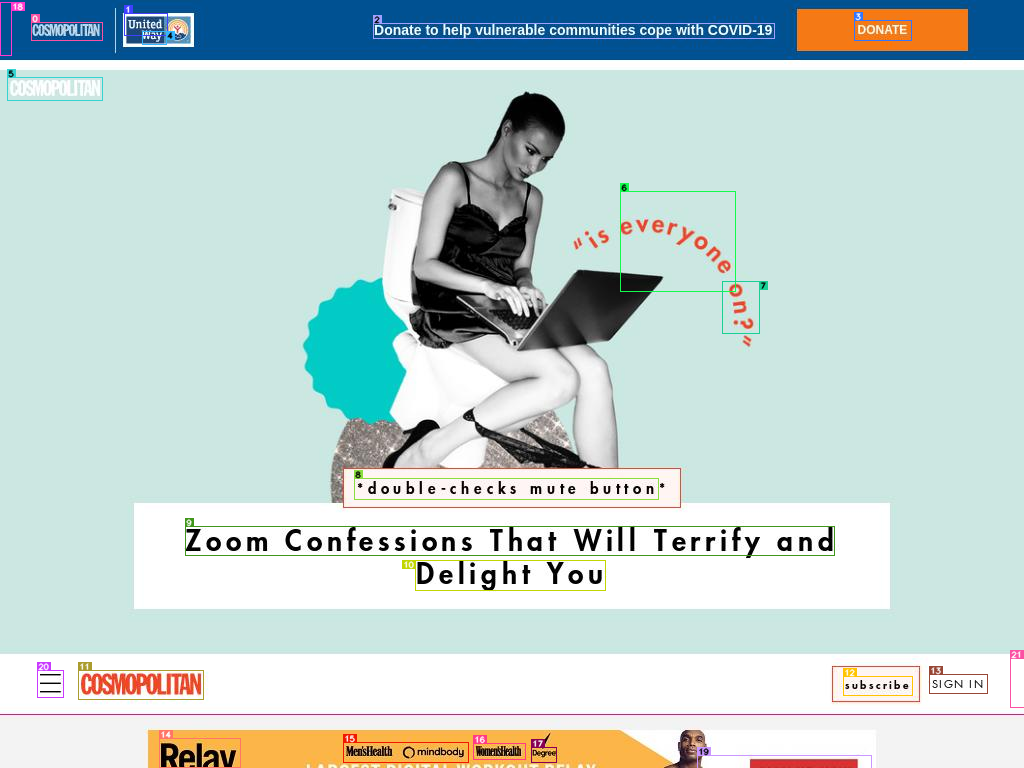 COSMOPOLITAN
United Way
Donate to help vulnerable communities cope with COVID-19
DONATE
COSMOPOLITAN
"is everyone on?"
*double-checks mute button*
Zoom Confessions That Will Terrify and
Delight You
COSMOPOLITAN
subscribe
SIGN IN
Relay
Men'sHealth
mindbody
Women'sHealth
Degree
LARGEST DIGITAL WORKOUT RELAY
0
1
2
3
4
5
6
7
8
9
10
11
12
13
14
15
16
17
18
19
20
21